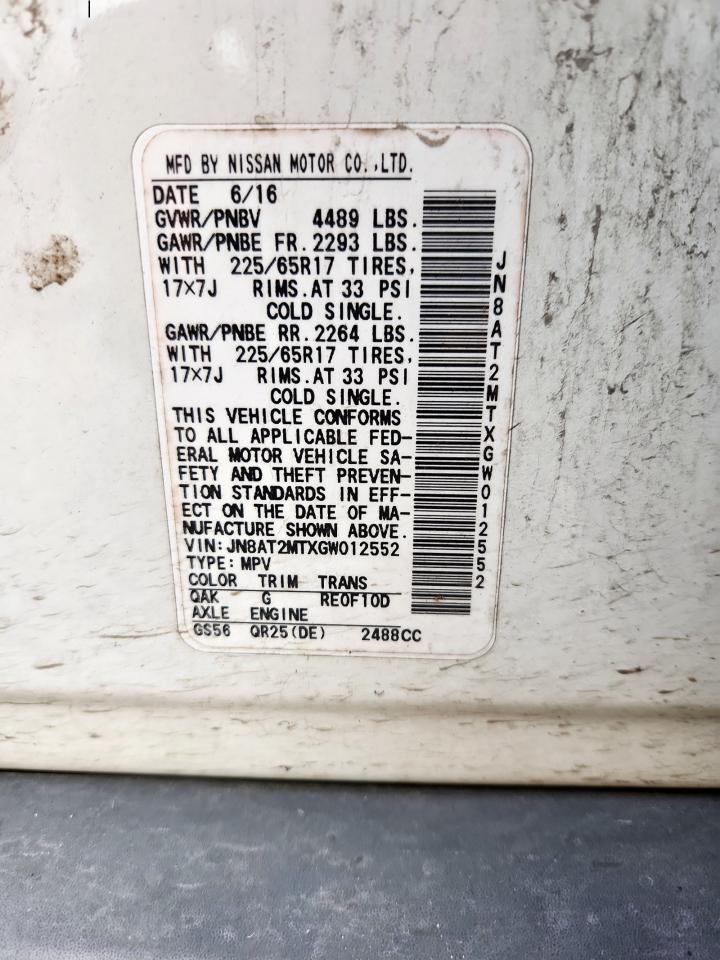 MFD BY NISSAN MOTOR CO.,LTD.
DATE 6/16
GVWR/PNBV 4489 LBS.
GAWR/PNBE FR. 2293 LBS.
WITH 225/65R17 TIRES,
17×7J RIMS.AT 33 PSI
COLD SINGLE.
GAWR/PNBE RR. 2264 LBS.
WITH 225/65R17 TIRES,
17×7J RIMS.AT 33 PSI
COLD SINGLE.
THIS VEHICLE CONFORMS
TO ALL APPLICABLE FED-
ERAL MOTOR VEHICLE SA-
FETY AND THEFT PREVEN-
TION STANDARDS IN EFF-
ECT ON THE DATE OF MA-
NUFACTURE SHOWN ABOVE.
VIN:JN8AT2MTXGW012552
TYPE:MPV
COLOR TRIM TRANS
QAK G RE0F10D
AXLE ENGINE
GS56 QR25(DE) 2488CC
JN8AT2MTXGW012552